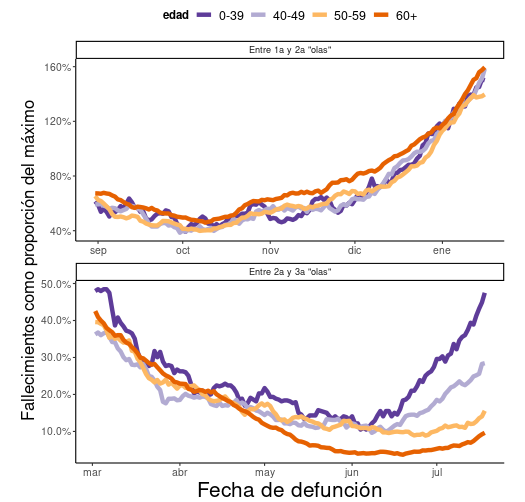 edad 0-39 40-49 50-59 60+
Entre 1a y 2a "olas"
160%
120%
80%
40%
sep oct nov dic ene
Entre 2a y 3a "olas"
50.0%
40.0%
30.0%
20.0%
10.0%
mar abr may jun jul
Fallecimientos como proporción del máximo
Fecha de defunción